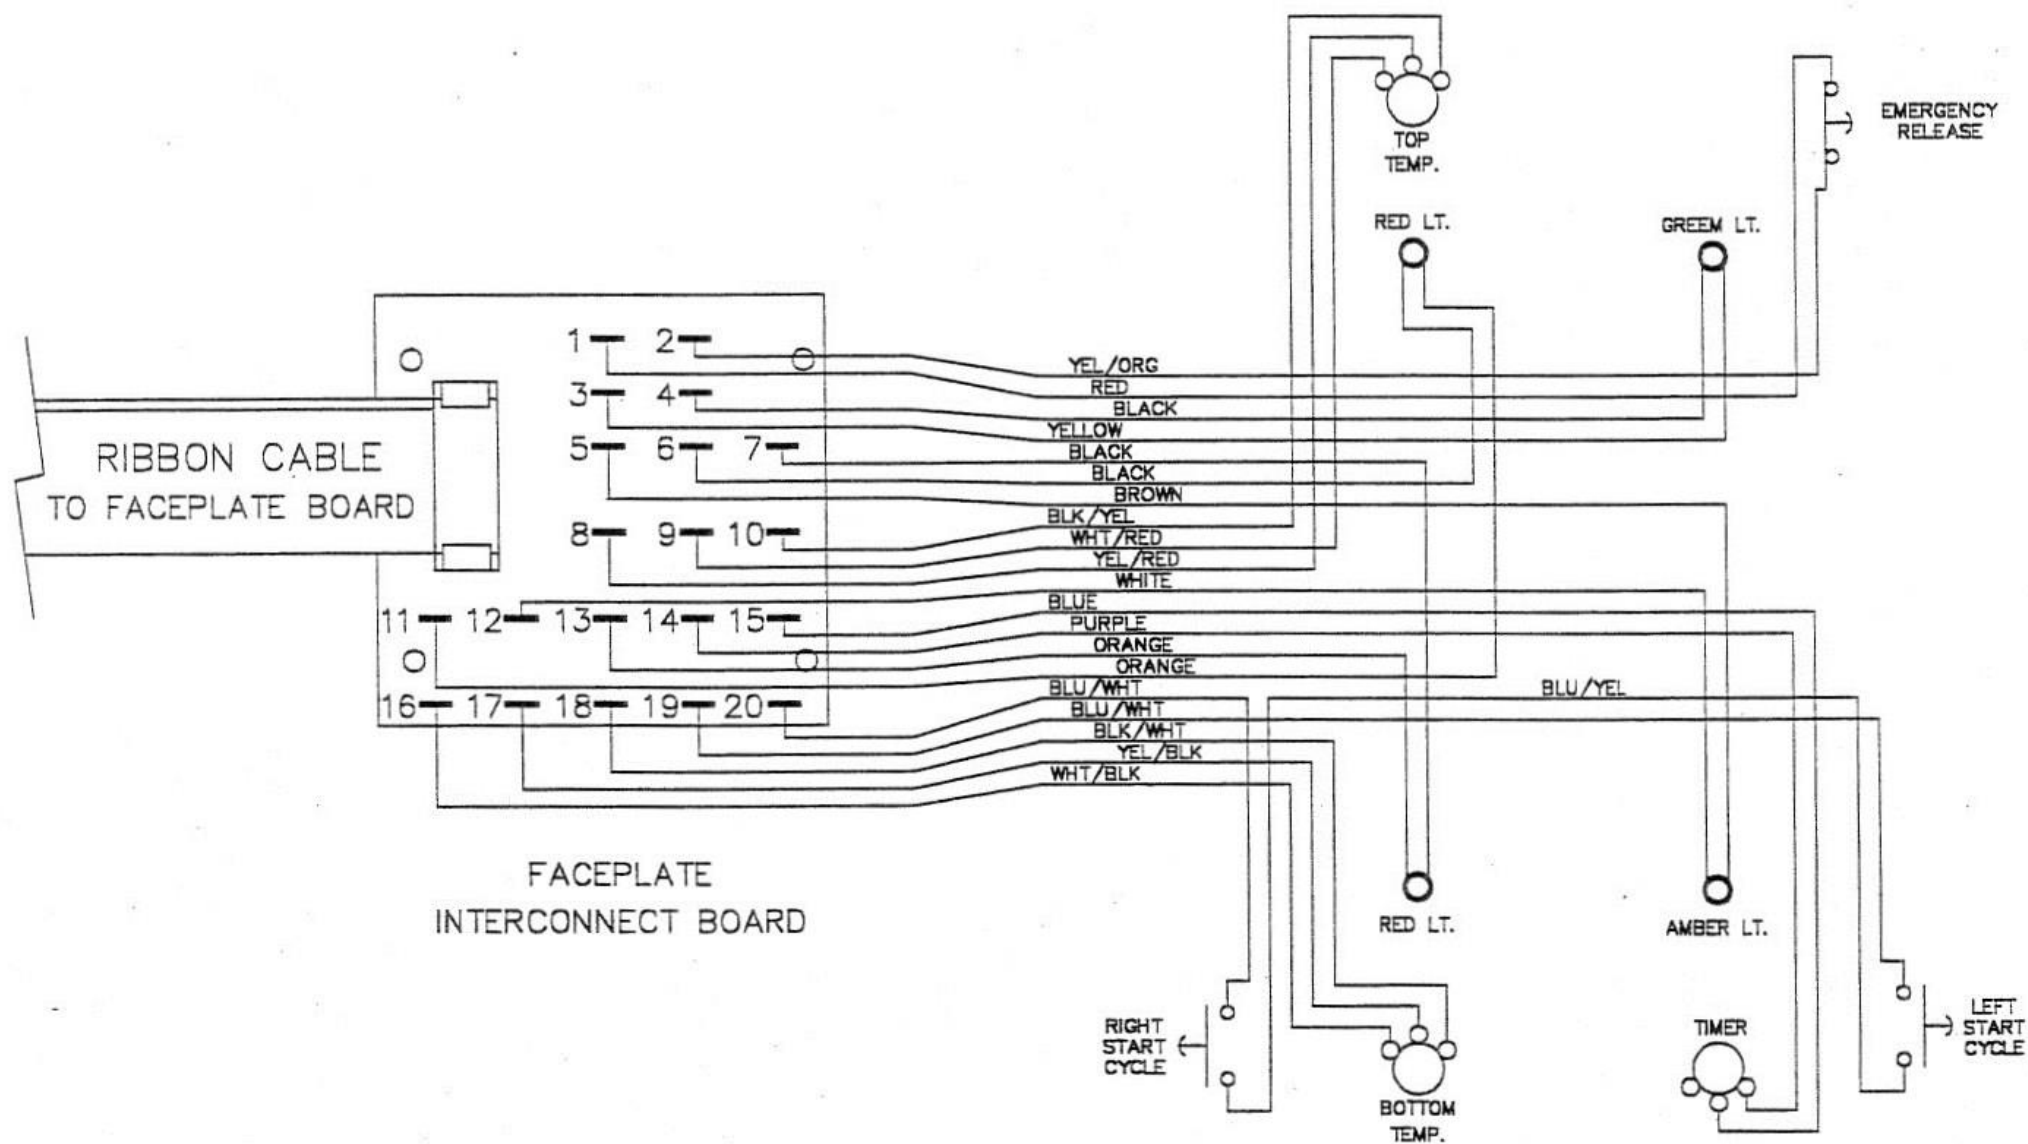 TOP
TEMP.
EMERGENCY
RELEASE
RED LT.
GREEM LT.
1 2
3 4
5 6 7
8 9 10
11 12 13 14 15
16 17 18 19 20
RIBBON CABLE
TO FACEPLATE BOARD
YEL/ORG
RED
BLACK
YELLOW
BLACK
BLACK
BROWN
BLK/YEL
WHT/RED
YEL/RED
WHITE
BLUE
PURPLE
ORANGE
ORANGE
BLU/WHT
BLU/YEL
BLU/WHT
BLK/WHT
YEL/BLK
WHT/BLK
FACEPLATE
INTERCONNECT BOARD
RED LT.
AMBER LT.
RIGHT
START
CYCLE
BOTTOM
TEMP.
TIMER
LEFT
START
CYCLE